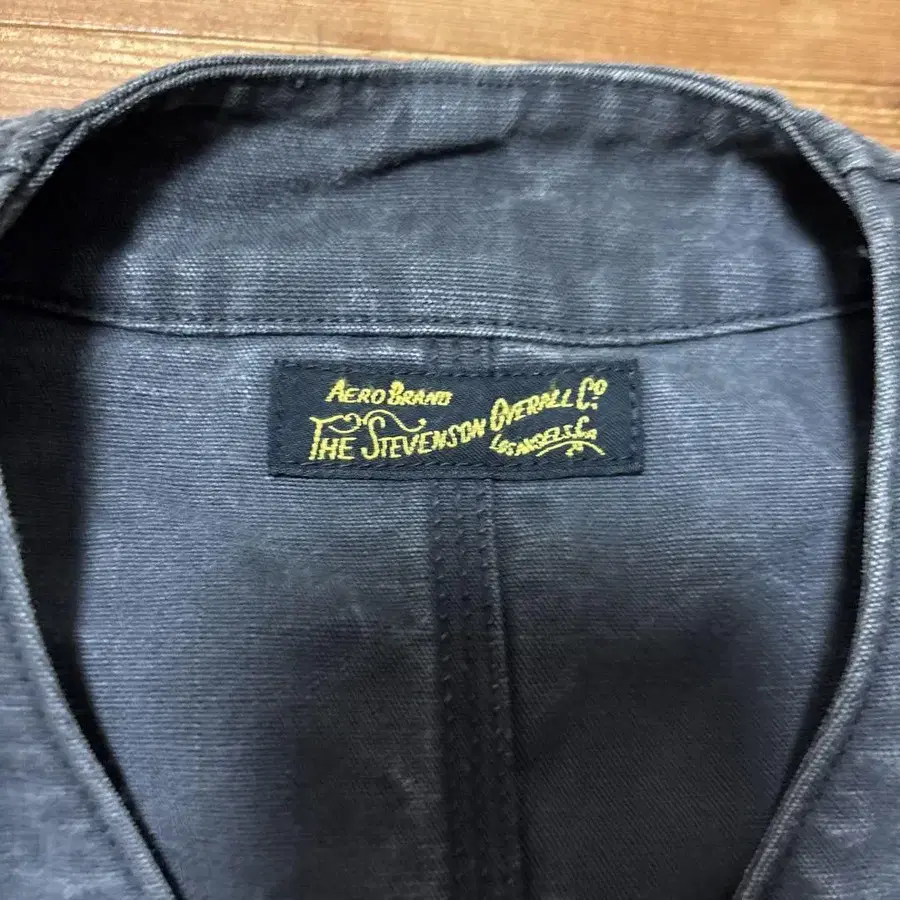 AERO BRAND
THE STEVENSON OVERALL CO.
LOS ANGELS, CA